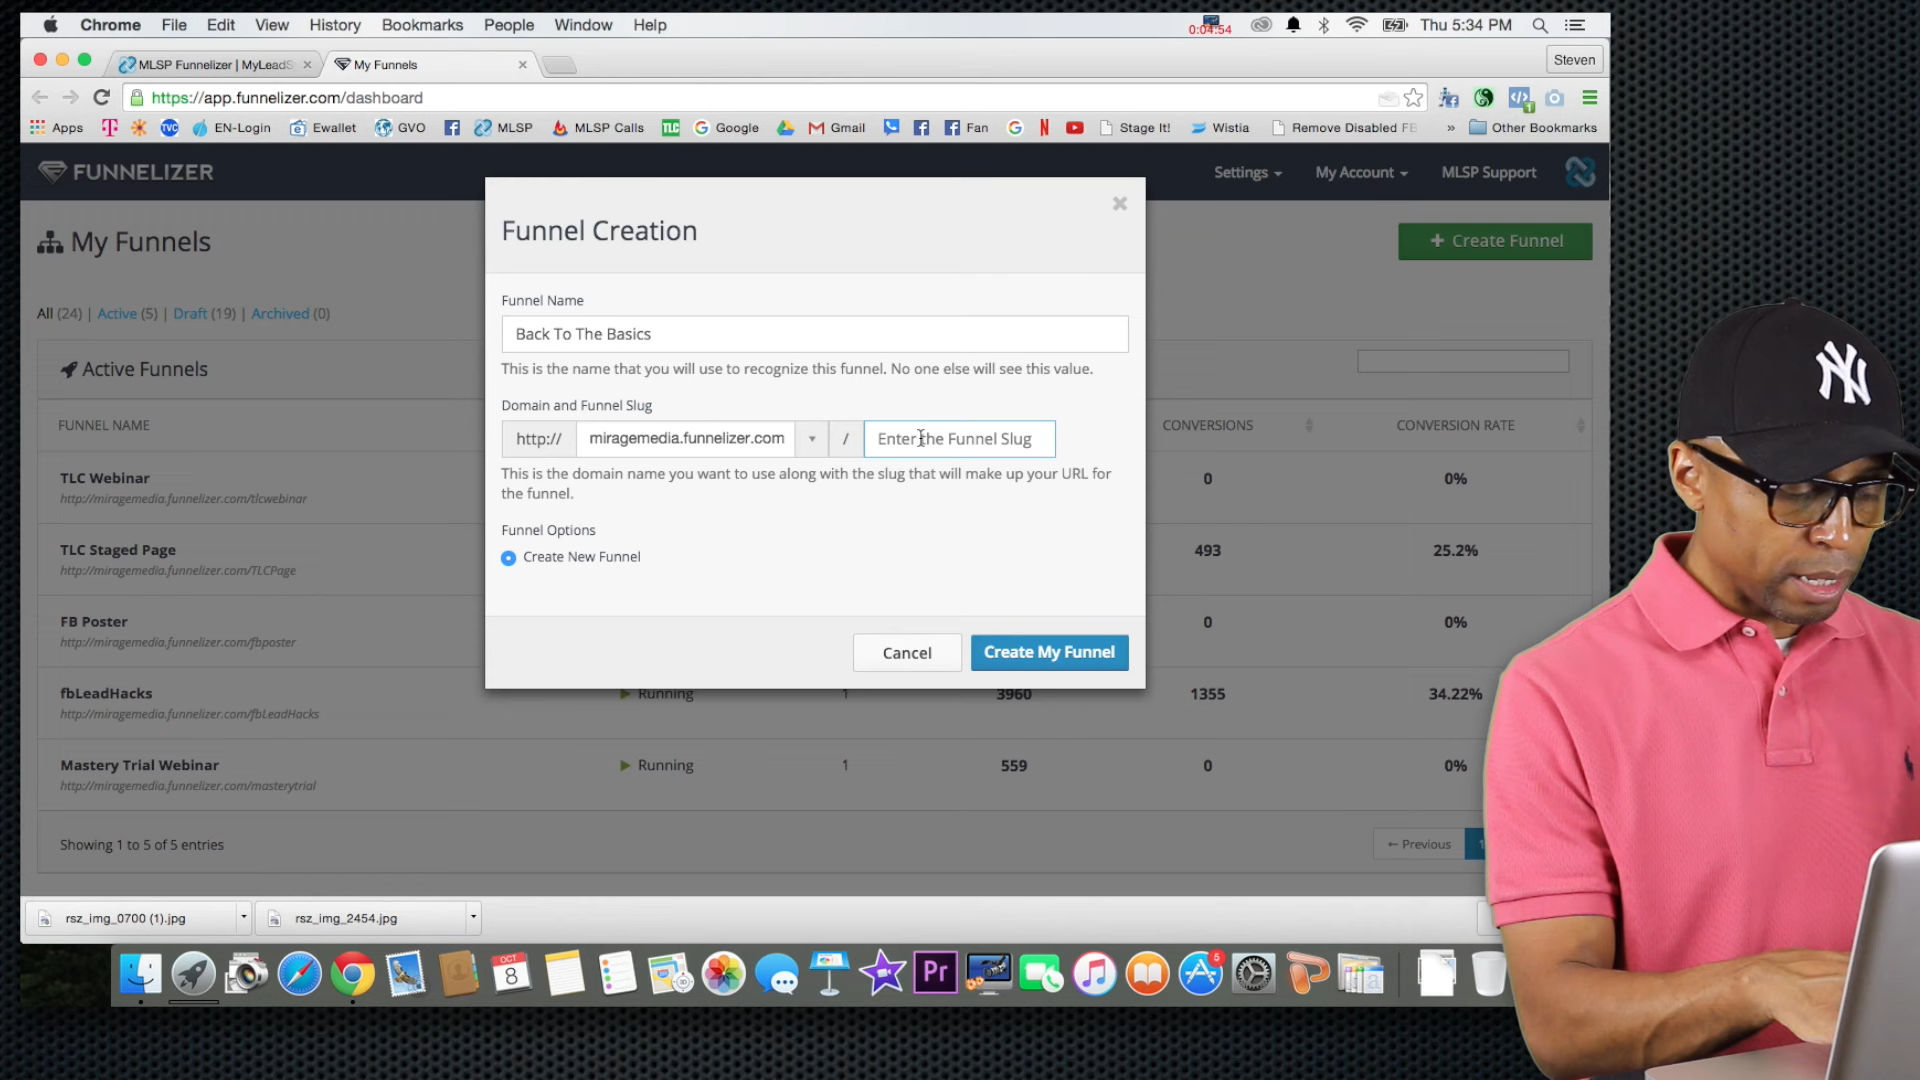 Chrome File Edit View History Bookmarks People Window Help 0:04:54 Thu 5:34 PM
MLSP Funnelizer | MyLeadS My Funnels Steven
https://app.funnelizer.com/dashboard
Apps TVC EN-Login Ewallet GVO MLSP MLSP Calls TLC Google Gmail Fan Stage It! Wistia Remove Disabled FB » Other Bookmarks
FUNNELIZER Settings My Account MLSP Support
My Funnels
+ Create Funnel
All (24) | Active (5) | Draft (19) | Archived (0)
Active Funnels
FUNNEL NAME CONVERSIONS CONVERSION RATE
TLC Webinar 0 0%
http://miragemedia.funnelizer.com/tlcwebinar
TLC Staged Page 493 25.2%
http://miragemedia.funnelizer.com/TLCPage
FB Poster 0 0%
http://miragemedia.funnelizer.com/fbposter
fbLeadHacks Running 1 3960 1355 34.22%
http://miragemedia.funnelizer.com/fbLeadHacks
Mastery Trial Webinar Running 1 559 0 0%
http://miragemedia.funnelizer.com/masterytrial
Showing 1 to 5 of 5 entries
← Previous 1
Funnel Creation
Funnel Name
Back To The Basics
This is the name that you will use to recognize this funnel. No one else will see this value.
Domain and Funnel Slug
http:// miragemedia.funnelizer.com / Enter the Funnel Slug
This is the domain name you want to use along with the slug that will make up your URL for
the funnel.
Funnel Options
Create New Funnel
Cancel Create My Funnel
rsz_img_0700 (1).jpg rsz_img_2454.jpg
OCT
8
Pr
5
NY